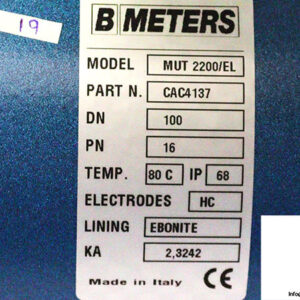 19
B METERS
MODEL MUT 2200/EL
PART N. CAC4137
DN 100
PN 16
TEMP. 80 C IP 68
ELECTRODES HC
LINING EBONITE
KA 2,3242
Made in Italy CE